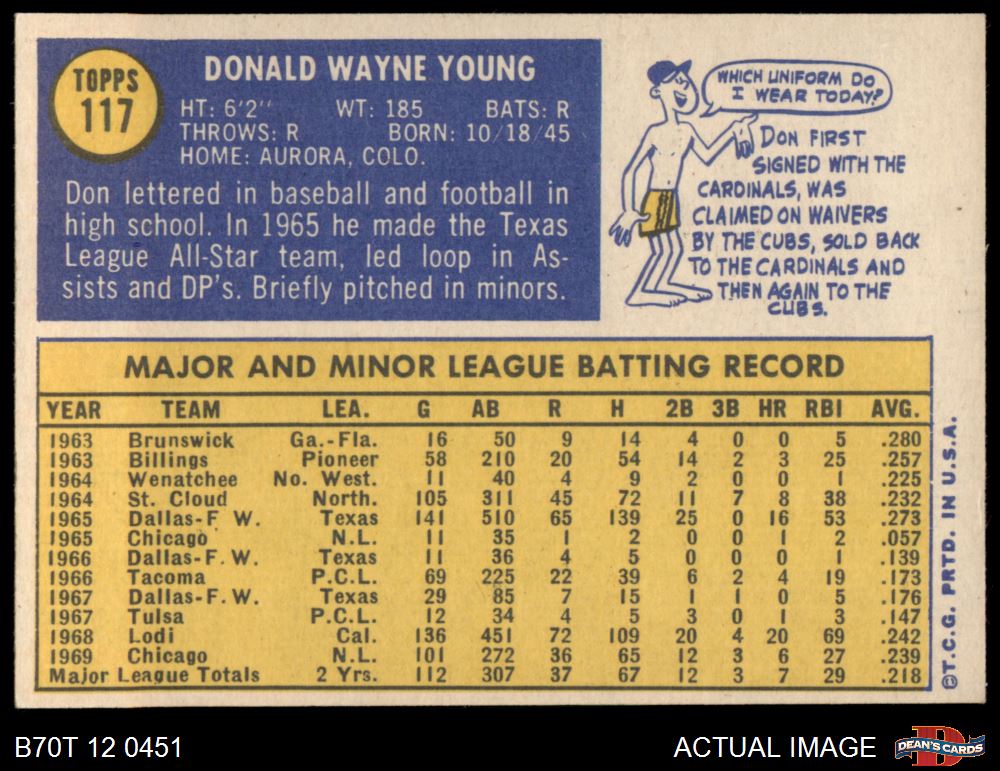 TOPPS
117
DONALD WAYNE YOUNG
HT: 6'2" WT: 185 BATS: R
THROWS: R BORN: 10/18/45
HOME: AURORA, COLO.
Don lettered in baseball and football in
high school. In 1965 he made the Texas
League All-Star team, led loop in As-
sists and DP's. Briefly pitched in minors.
WHICH UNIFORM DO
I WEAR TODAY?
DON FIRST
SIGNED WITH THE
CARDINALS, WAS
CLAIMED ON WAIVERS
BY THE CUBS, SOLD BACK
TO THE CARDINALS AND
THEN AGAIN TO THE
CUBS.
MAJOR AND MINOR LEAGUE BATTING RECORD
YEAR TEAM LEA. G AB R H 2B 3B HR RBI AVG.
1963 Brunswick Ga.-Fla. 16 50 9 14 4 0 0 5 .280
1963 Billings Pioneer 58 210 20 54 14 2 3 25 .257
1964 Wenatchee No. West. 11 40 4 9 2 0 0 1 .225
1964 St. Cloud North. 105 311 45 72 11 7 8 38 .232
1965 Dallas-F. W. Texas 141 510 65 139 25 0 16 53 .273
1965 Chicago N.L. 11 35 1 2 0 0 1 2 .057
1966 Dallas-F. W. Texas 11 36 4 5 0 0 0 1 .139
1966 Tacoma P.C.L. 69 225 22 39 6 2 4 19 .173
1967 Dallas-F. W. Texas 29 85 7 15 1 1 0 5 .176
1967 Tulsa P.C.L. 12 34 4 5 3 0 1 3 .147
1968 Lodi Cal. 136 451 72 109 20 4 20 69 .242
1969 Chicago N.L. 101 272 36 65 12 3 6 27 .239
Major League Totals 2 Yrs. 112 307 37 67 12 3 7 29 .218
©T.C.G. PRTD. IN U.S.A.
B70T 12 0451
ACTUAL IMAGE
D
DEAN'S CARDS